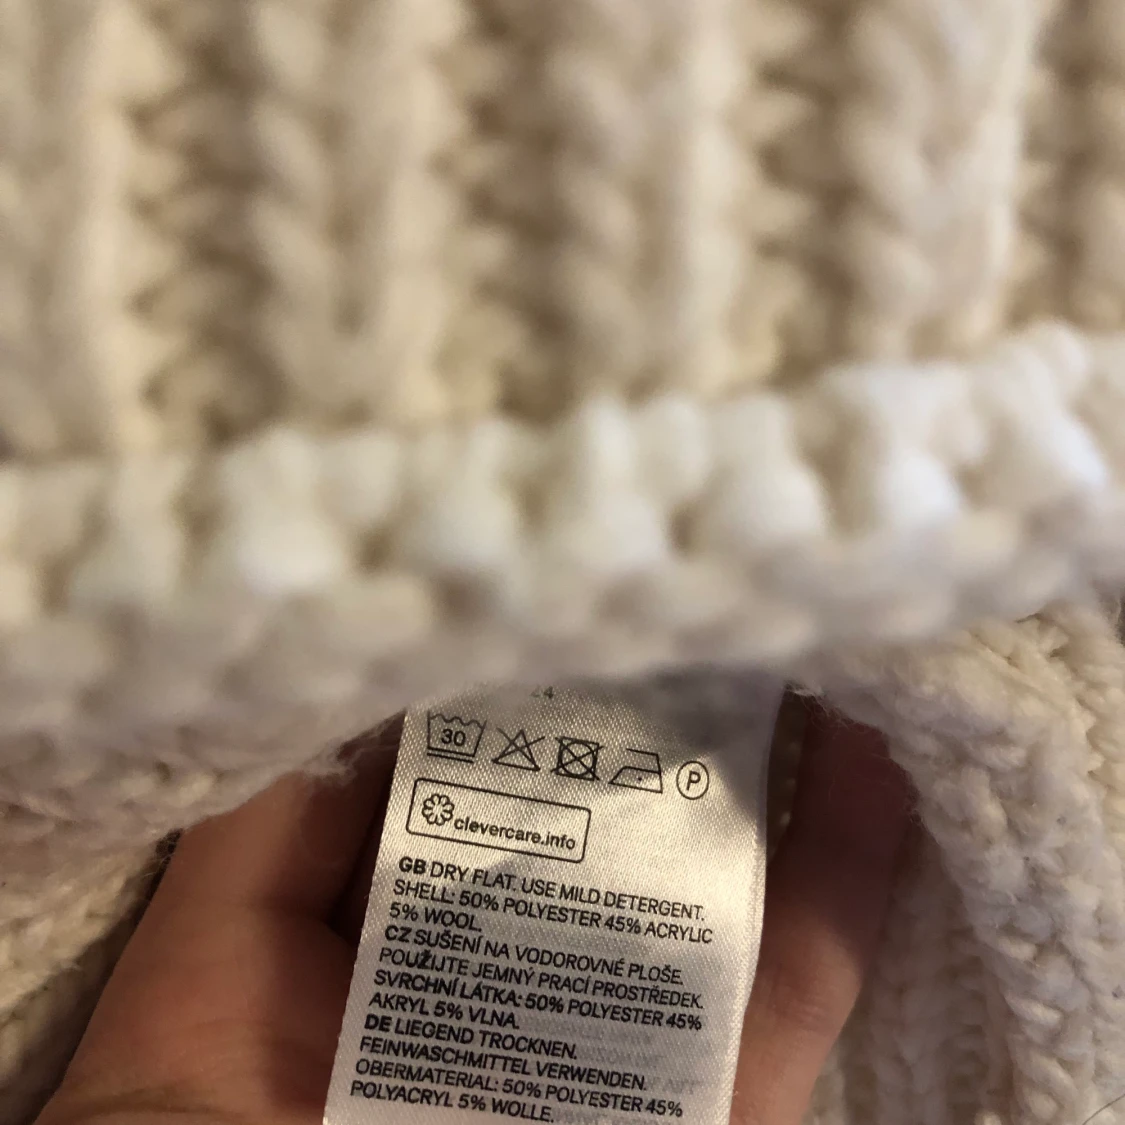 24
30
P
clevercare.info
GB DRY FLAT. USE MILD DETERGENT.
SHELL: 50% POLYESTER 45% ACRYLIC
5% WOOL.
CZ SUŠENÍ NA VODOROVNÉ PLOŠE.
POUŽIJTE JEMNÝ PRACÍ PROSTŘEDEK.
SVRCHNÍ LÁTKA: 50% POLYESTER 45%
AKRYL 5% VLNA.
DE LIEGEND TROCKNEN.
FEINWASCHMITTEL VERWENDEN.
OBERMATERIAL: 50% POLYESTER 45%
POLYACRYL 5% WOLLE.